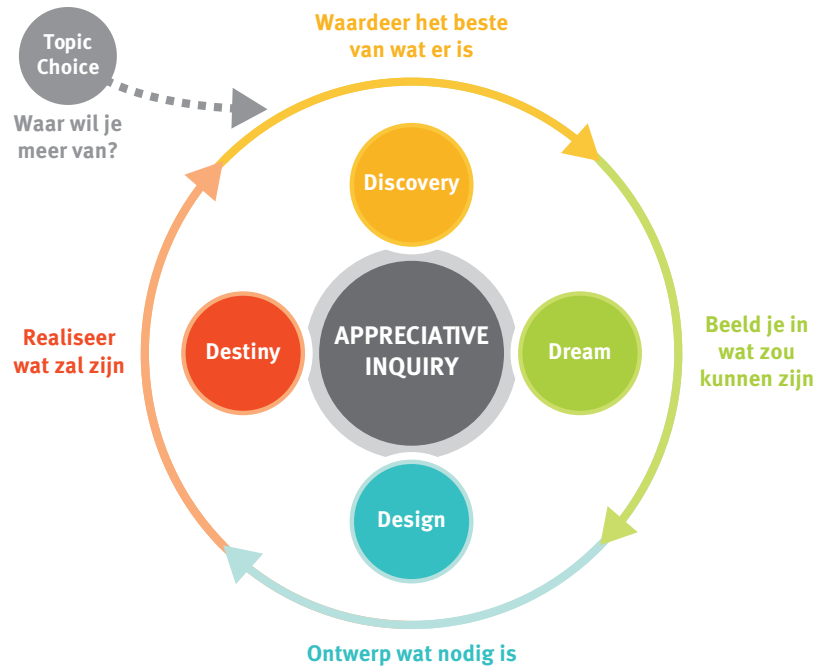 Topic
Choice
Waar wil je
meer van?
Waardeer het beste
van wat er is
Discovery
APPRECIATIVE
INQUIRY
Dream
Beeld je in
wat zou
kunnen zijn
Design
Ontwerp wat nodig is
Destiny
Realiseer
wat zal zijn